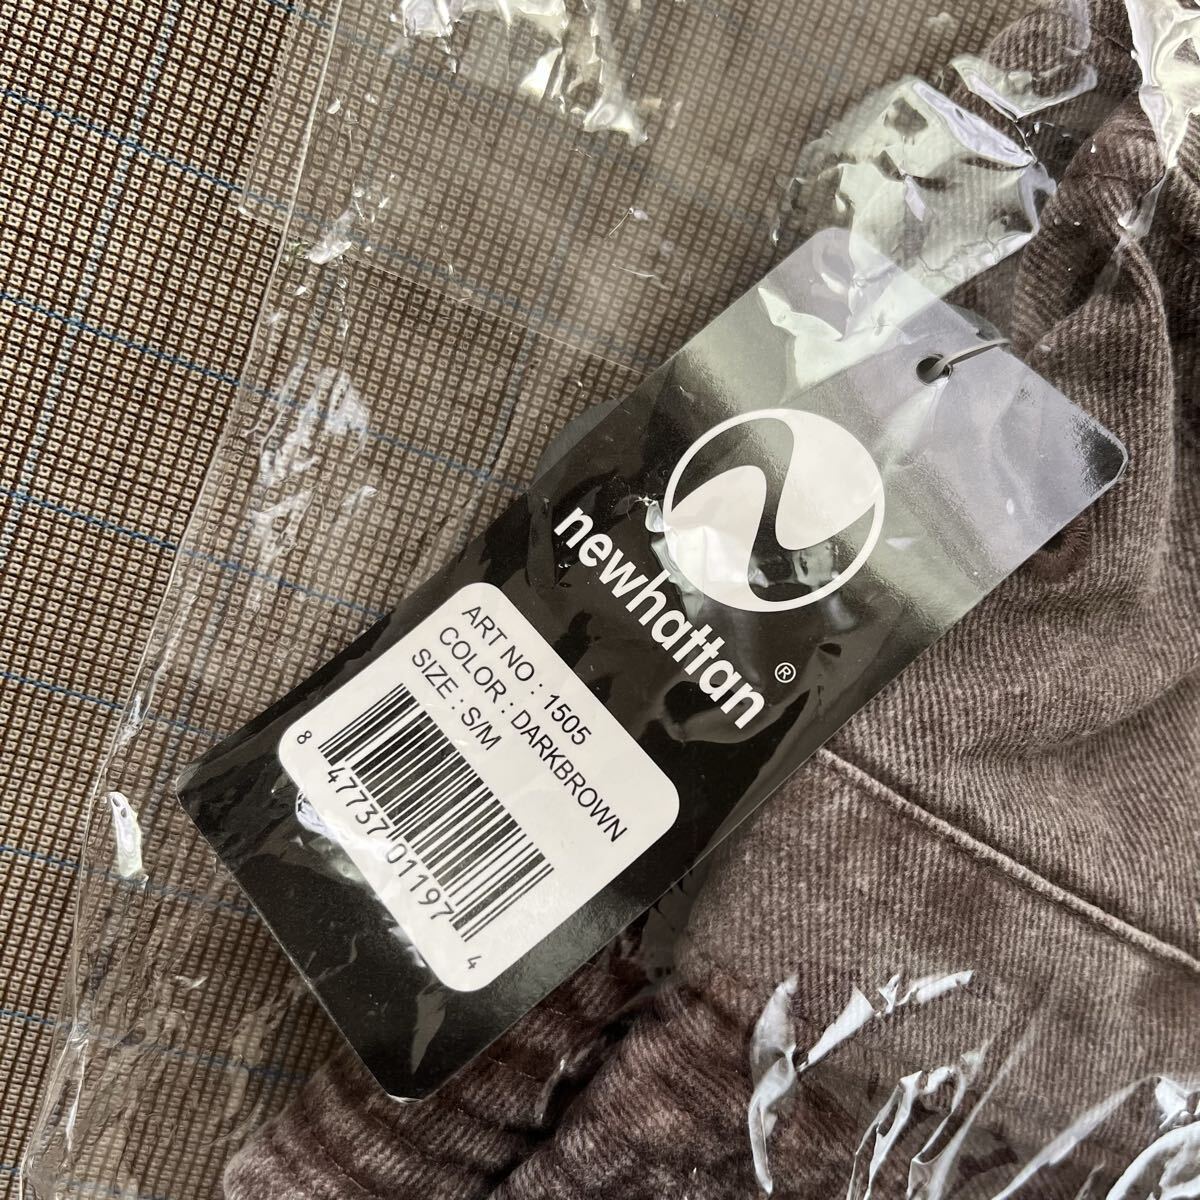 newhattan®
ART NO : 1505
COLOR : DARKBROWN
SIZE : S/M
8 47737 01197 4